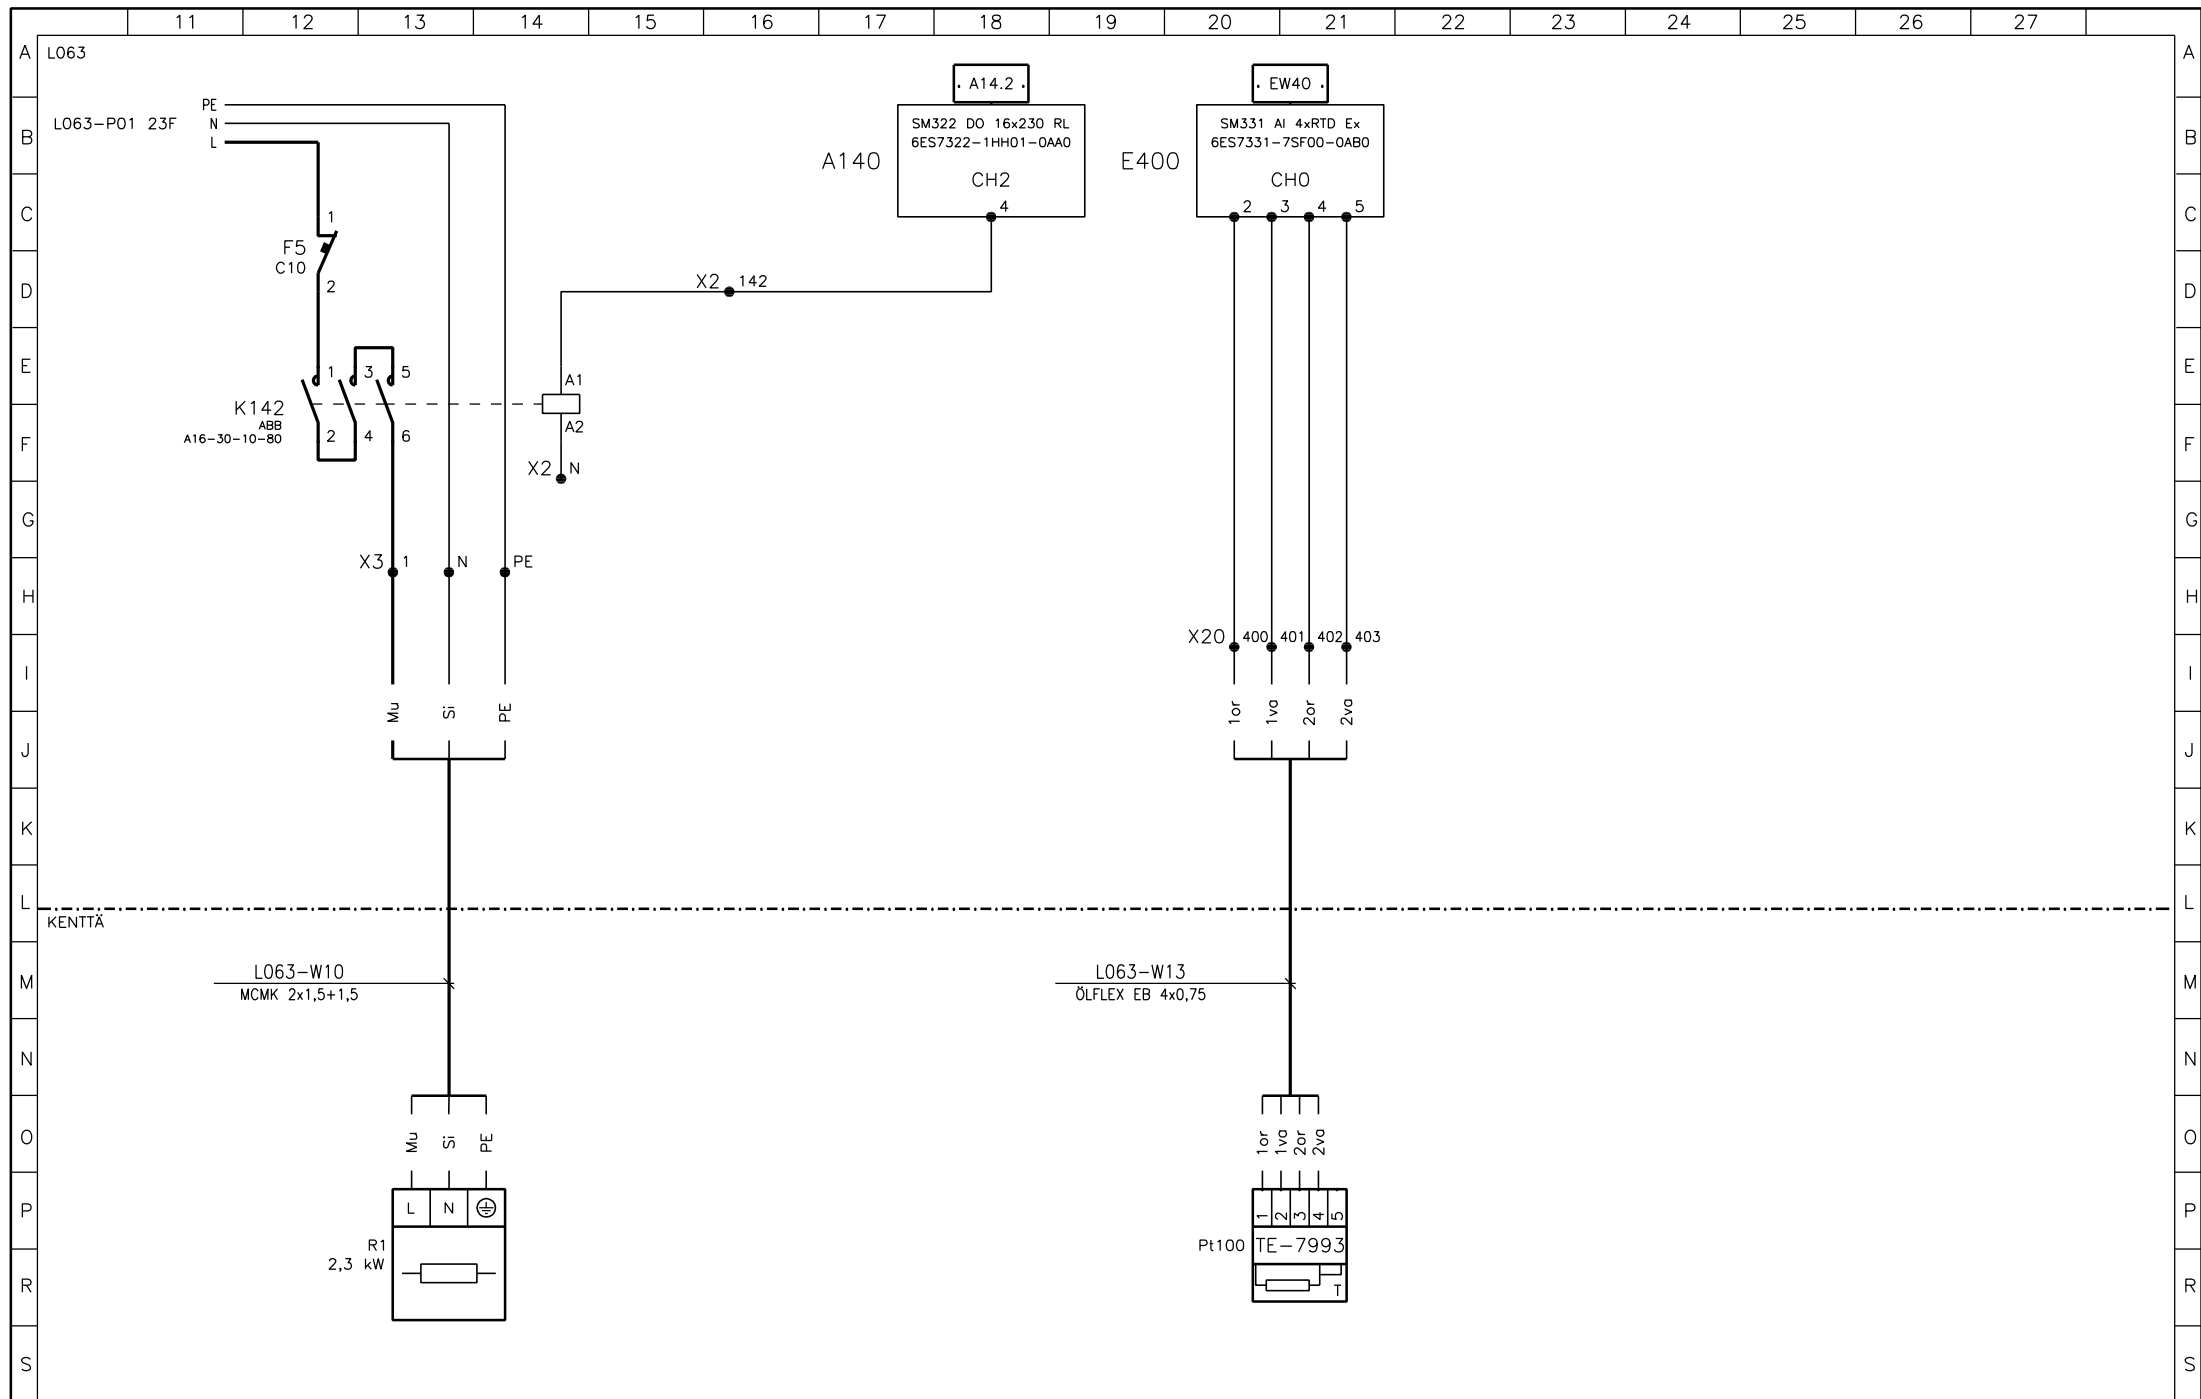 11 12 13 14 15 16 17 18 19 20 21 22 23 24 25 26 27
A L063 A
A14.2 EW40
PE
L063-P01 23F N
L
B B
SM322 DO 16x230 RL
6ES7322-1HH01-0AA0
A140
CH2
4
SM331 AI 4xRTD Ex
6ES7331-7SF00-0AB0
E400
CH0
2 3 4 5
C C
1
F5
C10
2
D D
X2 142
E E
1 3 5
A1
K142
ABB
A16-30-10-80
2 4 6
A2
F F
X2 N
G G
X3 1 N PE
H H
X20 400 401 402 403
I I
Mu Si PE
1or 1va 2or 2va
J J
K K
L L
KENTTÄ
M M
L063-W10
MCMK 2x1,5+1,5
L063-W13
ÖLFLEX EB 4x0,75
N N
O O
Mu Si PE
1or 1va 2or 2va
P P
L N
1 2 3 4 5
R1
2,3 kW
Pt100 TE-7993
T
R R
S S